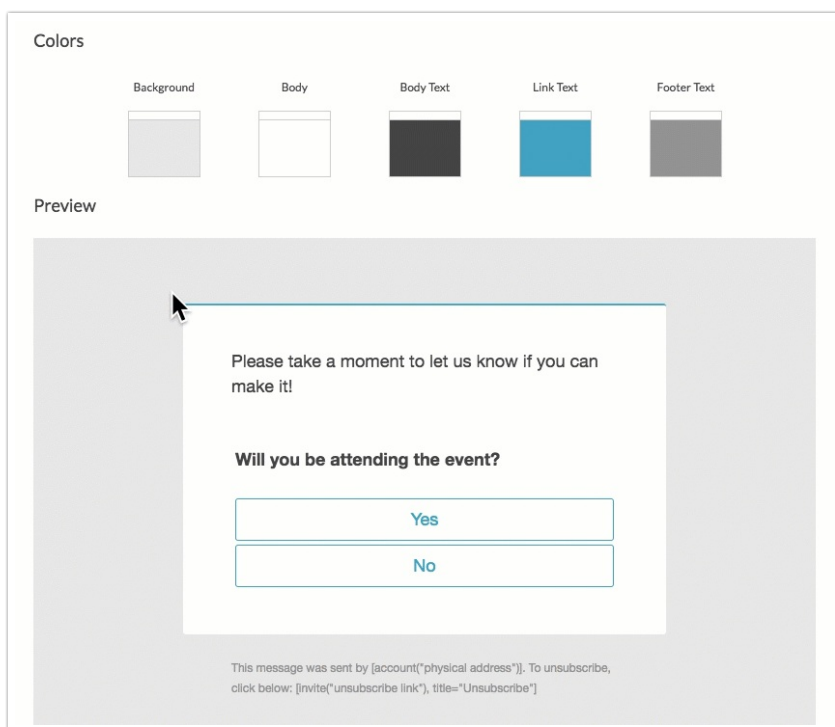 Colors
Background Body Body Text Link Text Footer Text
Preview
Please take a moment to let us know if you can
make it!
Will you be attending the event?
Yes
No
This message was sent by [account("physical address")]. To unsubscribe,
click below: [invite("unsubscribe link"), title="Unsubscribe"]